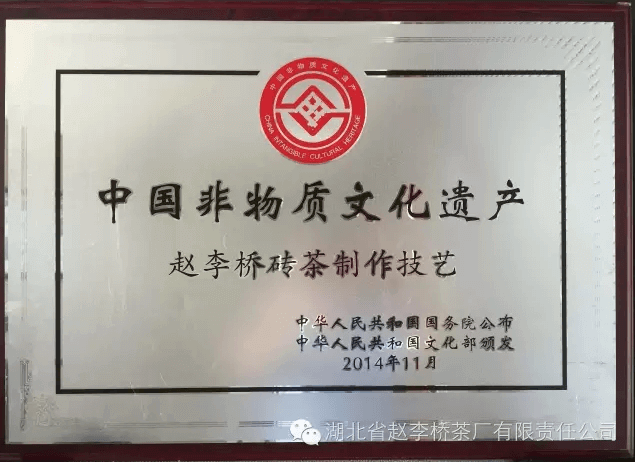 中国非物质文化遗产
CHINA INTANGIBLE CULTURAL HERITAGE
中国非物质文化遗产
赵李桥砖茶制作技艺
中华人民共和国国务院公布
中华人民共和国文化部颁发
2014年11月
湖北省赵李桥茶厂有限责任公司